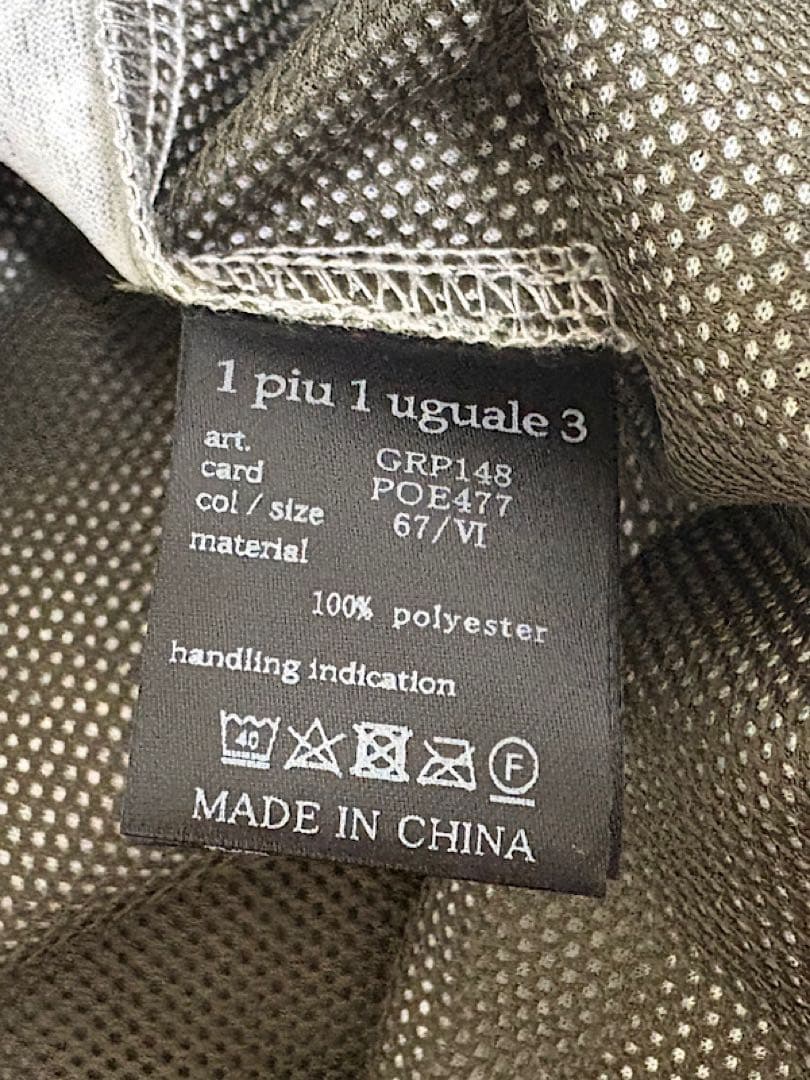 1 piu 1 uguale 3
art. GRP148
card POE477
col / size 67/VI
material
100% polyester
handling indication
40 F
MADE IN CHINA